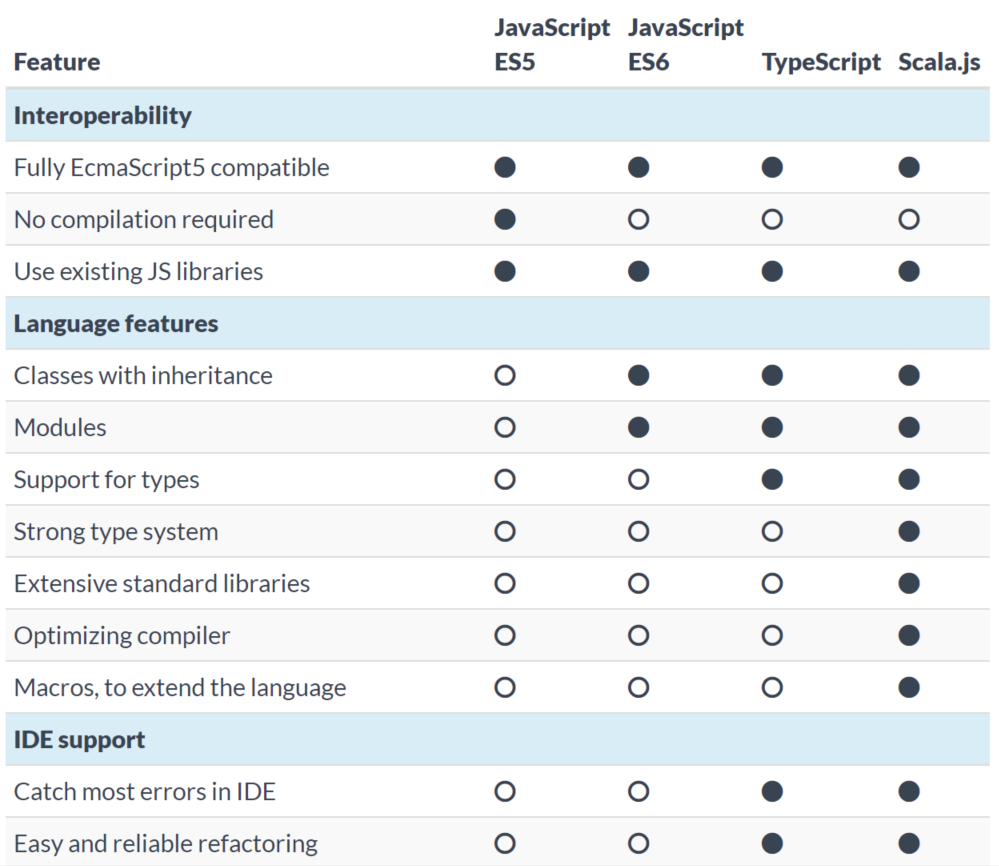 JavaScript JavaScript
Feature ES5 ES6 TypeScript Scala.js
Interoperability
Fully EcmaScript5 compatible ● ● ● ●
No compilation required ● ○ ○ ○
Use existing JS libraries ● ● ● ●
Language features
Classes with inheritance ○ ● ● ●
Modules ○ ● ● ●
Support for types ○ ○ ● ●
Strong type system ○ ○ ○ ●
Extensive standard libraries ○ ○ ○ ●
Optimizing compiler ○ ○ ○ ●
Macros, to extend the language ○ ○ ○ ●
IDE support
Catch most errors in IDE ○ ○ ● ●
Easy and reliable refactoring ○ ○ ● ●